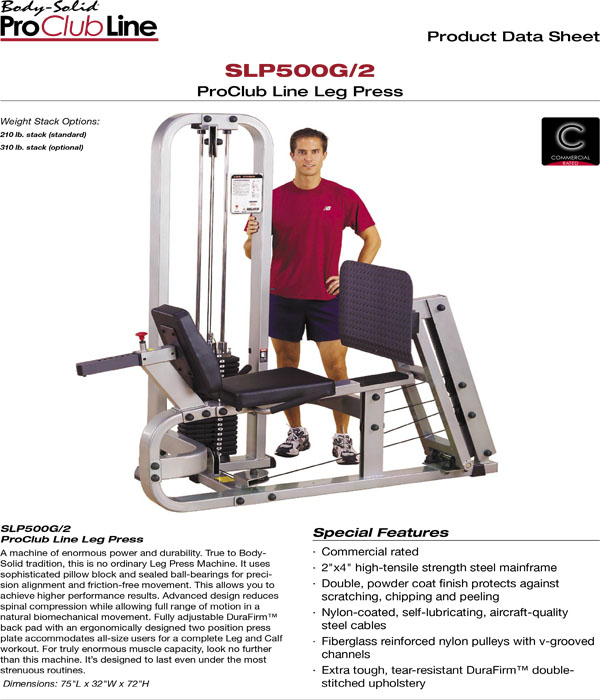 Body-Solid
ProClub Line
Product Data Sheet
SLP500G/2
ProClub Line Leg Press
Weight Stack Options:
210 lb. stack (standard)
310 lb. stack (optional)
C
COMMERCIAL
RATED
SLP500G/2
ProClub Line Leg Press
A machine of enormous power and durability. True to Body-
Solid tradition, this is no ordinary Leg Press Machine. It uses
sophisticated pillow block and sealed ball-bearings for preci-
sion alignment and friction-free movement. This allows you to
achieve higher performance results. Advanced design reduces
spinal compression while allowing full range of motion in a
natural biomechanical movement. Fully adjustable DuraFirm™
back pad with an ergonomically designed two position press
plate accommodates all-size users for a complete Leg and Calf
workout. For truly enormous muscle capacity, look no further
than this machine. It's designed to last even under the most
strenuous routines.
Dimensions: 75"L x 32"W x 72"H
Special Features
· Commercial rated
· 2"x4" high-tensile strength steel mainframe
· Double, powder coat finish protects against
scratching, chipping and peeling
· Nylon-coated, self-lubricating, aircraft-quality
steel cables
· Fiberglass reinforced nylon pulleys with v-grooved
channels
· Extra tough, tear-resistant DuraFirm™ double-
stitched upholstery